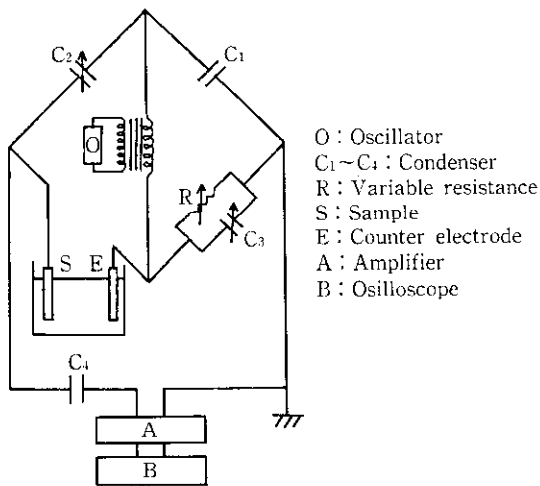 C₂
C₁
O
R
C₃
S E
C₄
A
B
O : Oscillator
C₁~C₄ : Condenser
R : Variable resistance
S : Sample
E : Counter electrode
A : Amplifier
B : Osilloscope